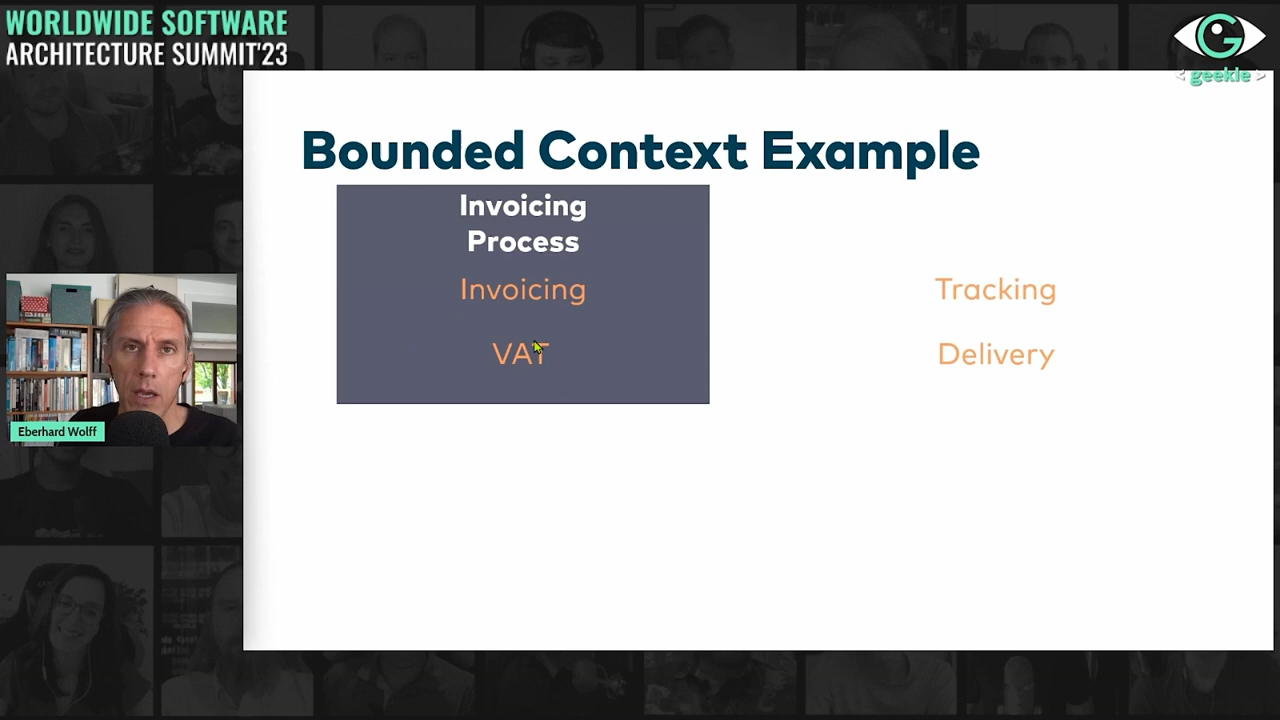 WORLDWIDE SOFTWARE
ARCHITECTURE SUMMIT'23
G
< geekle >
Bounded Context Example
Invoicing
Process
Invoicing
Tracking
VAT
Delivery
Eberhard Wolff